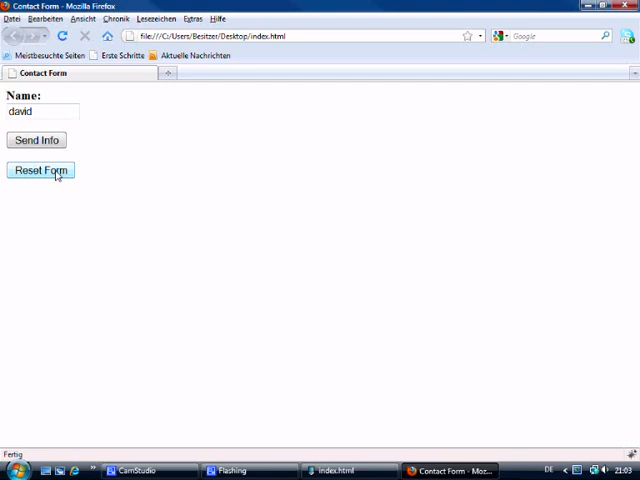 Contact Form - Mozilla Firefox
Datei Bearbeiten Ansicht Chronik Lesezeichen Extras Hilfe
file:///C:/Users/Besitzer/Desktop/index.html Google
Meistbesuchte Seiten Erste Schritte Aktuelle Nachrichten
Contact Form
Name:
david
Send Info
Reset Form
Fertig
CamStudio Flashing index.html Contact Form - Moz... DE 21:03